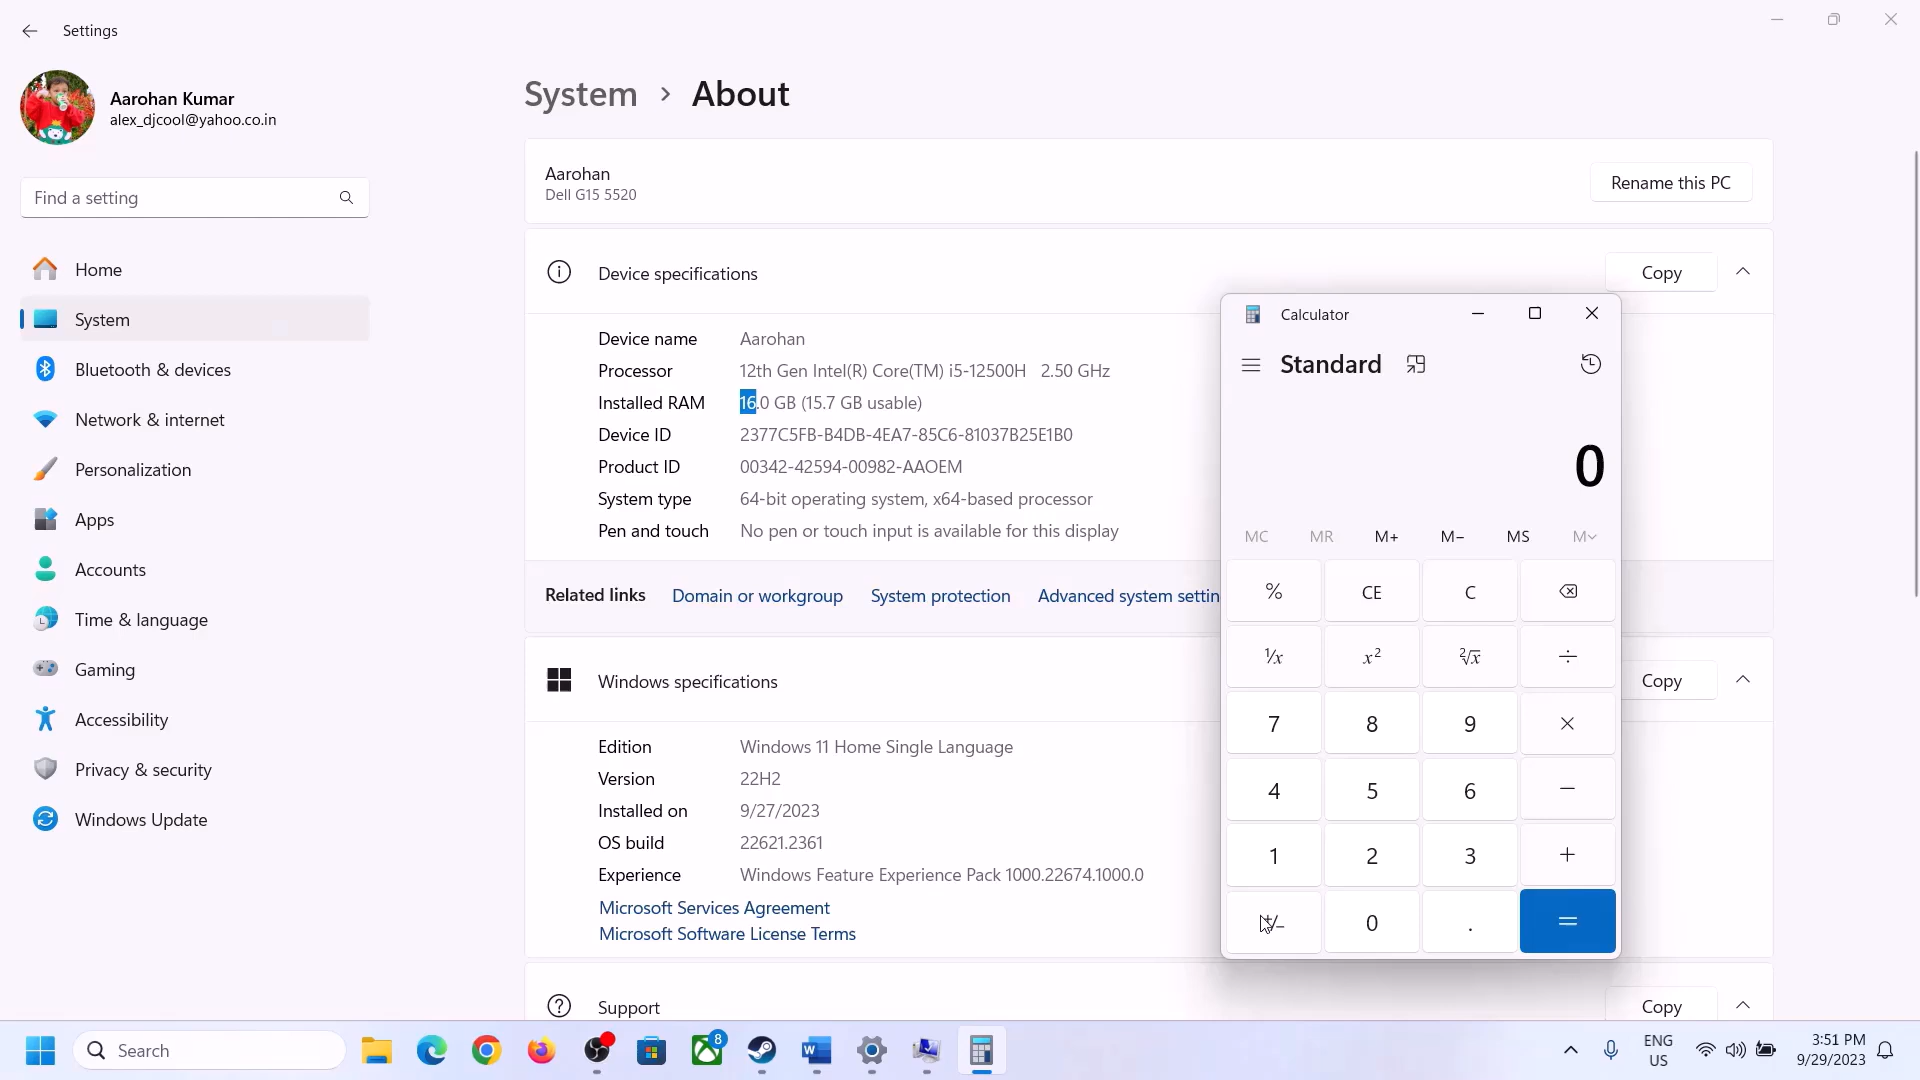 Settings
Aarohan Kumar
alex_djcool@yahoo.co.in
Find a setting
Home
System
Bluetooth & devices
Network & internet
Personalization
Apps
Accounts
Time & language
Gaming
Accessibility
Privacy & security
Windows Update
System > About
Aarohan
Dell G15 5520
Rename this PC
Device specifications
Copy
Device name Aarohan
Processor 12th Gen Intel(R) Core(TM) i5-12500H 2.50 GHz
Installed RAM 16.0 GB (15.7 GB usable)
Device ID 2377C5FB-B4DB-4EA7-85C6-81037B25E1B0
Product ID 00342-42594-00982-AAOEM
System type 64-bit operating system, x64-based processor
Pen and touch No pen or touch input is available for this display
Related links Domain or workgroup System protection Advanced system settin
Windows specifications
Copy
Edition Windows 11 Home Single Language
Version 22H2
Installed on 9/27/2023
OS build 22621.2361
Experience Windows Feature Experience Pack 1000.22674.1000.0
Microsoft Services Agreement
Microsoft Software License Terms
Support
Copy
Calculator
Standard
0
MC MR M+ M− MS M
% CE C
¹⁄x x² ²√x ÷
7 8 9 ×
4 5 6 −
1 2 3 +
+/− 0 . =
Search
8
ENG
US
3:51 PM
9/29/2023